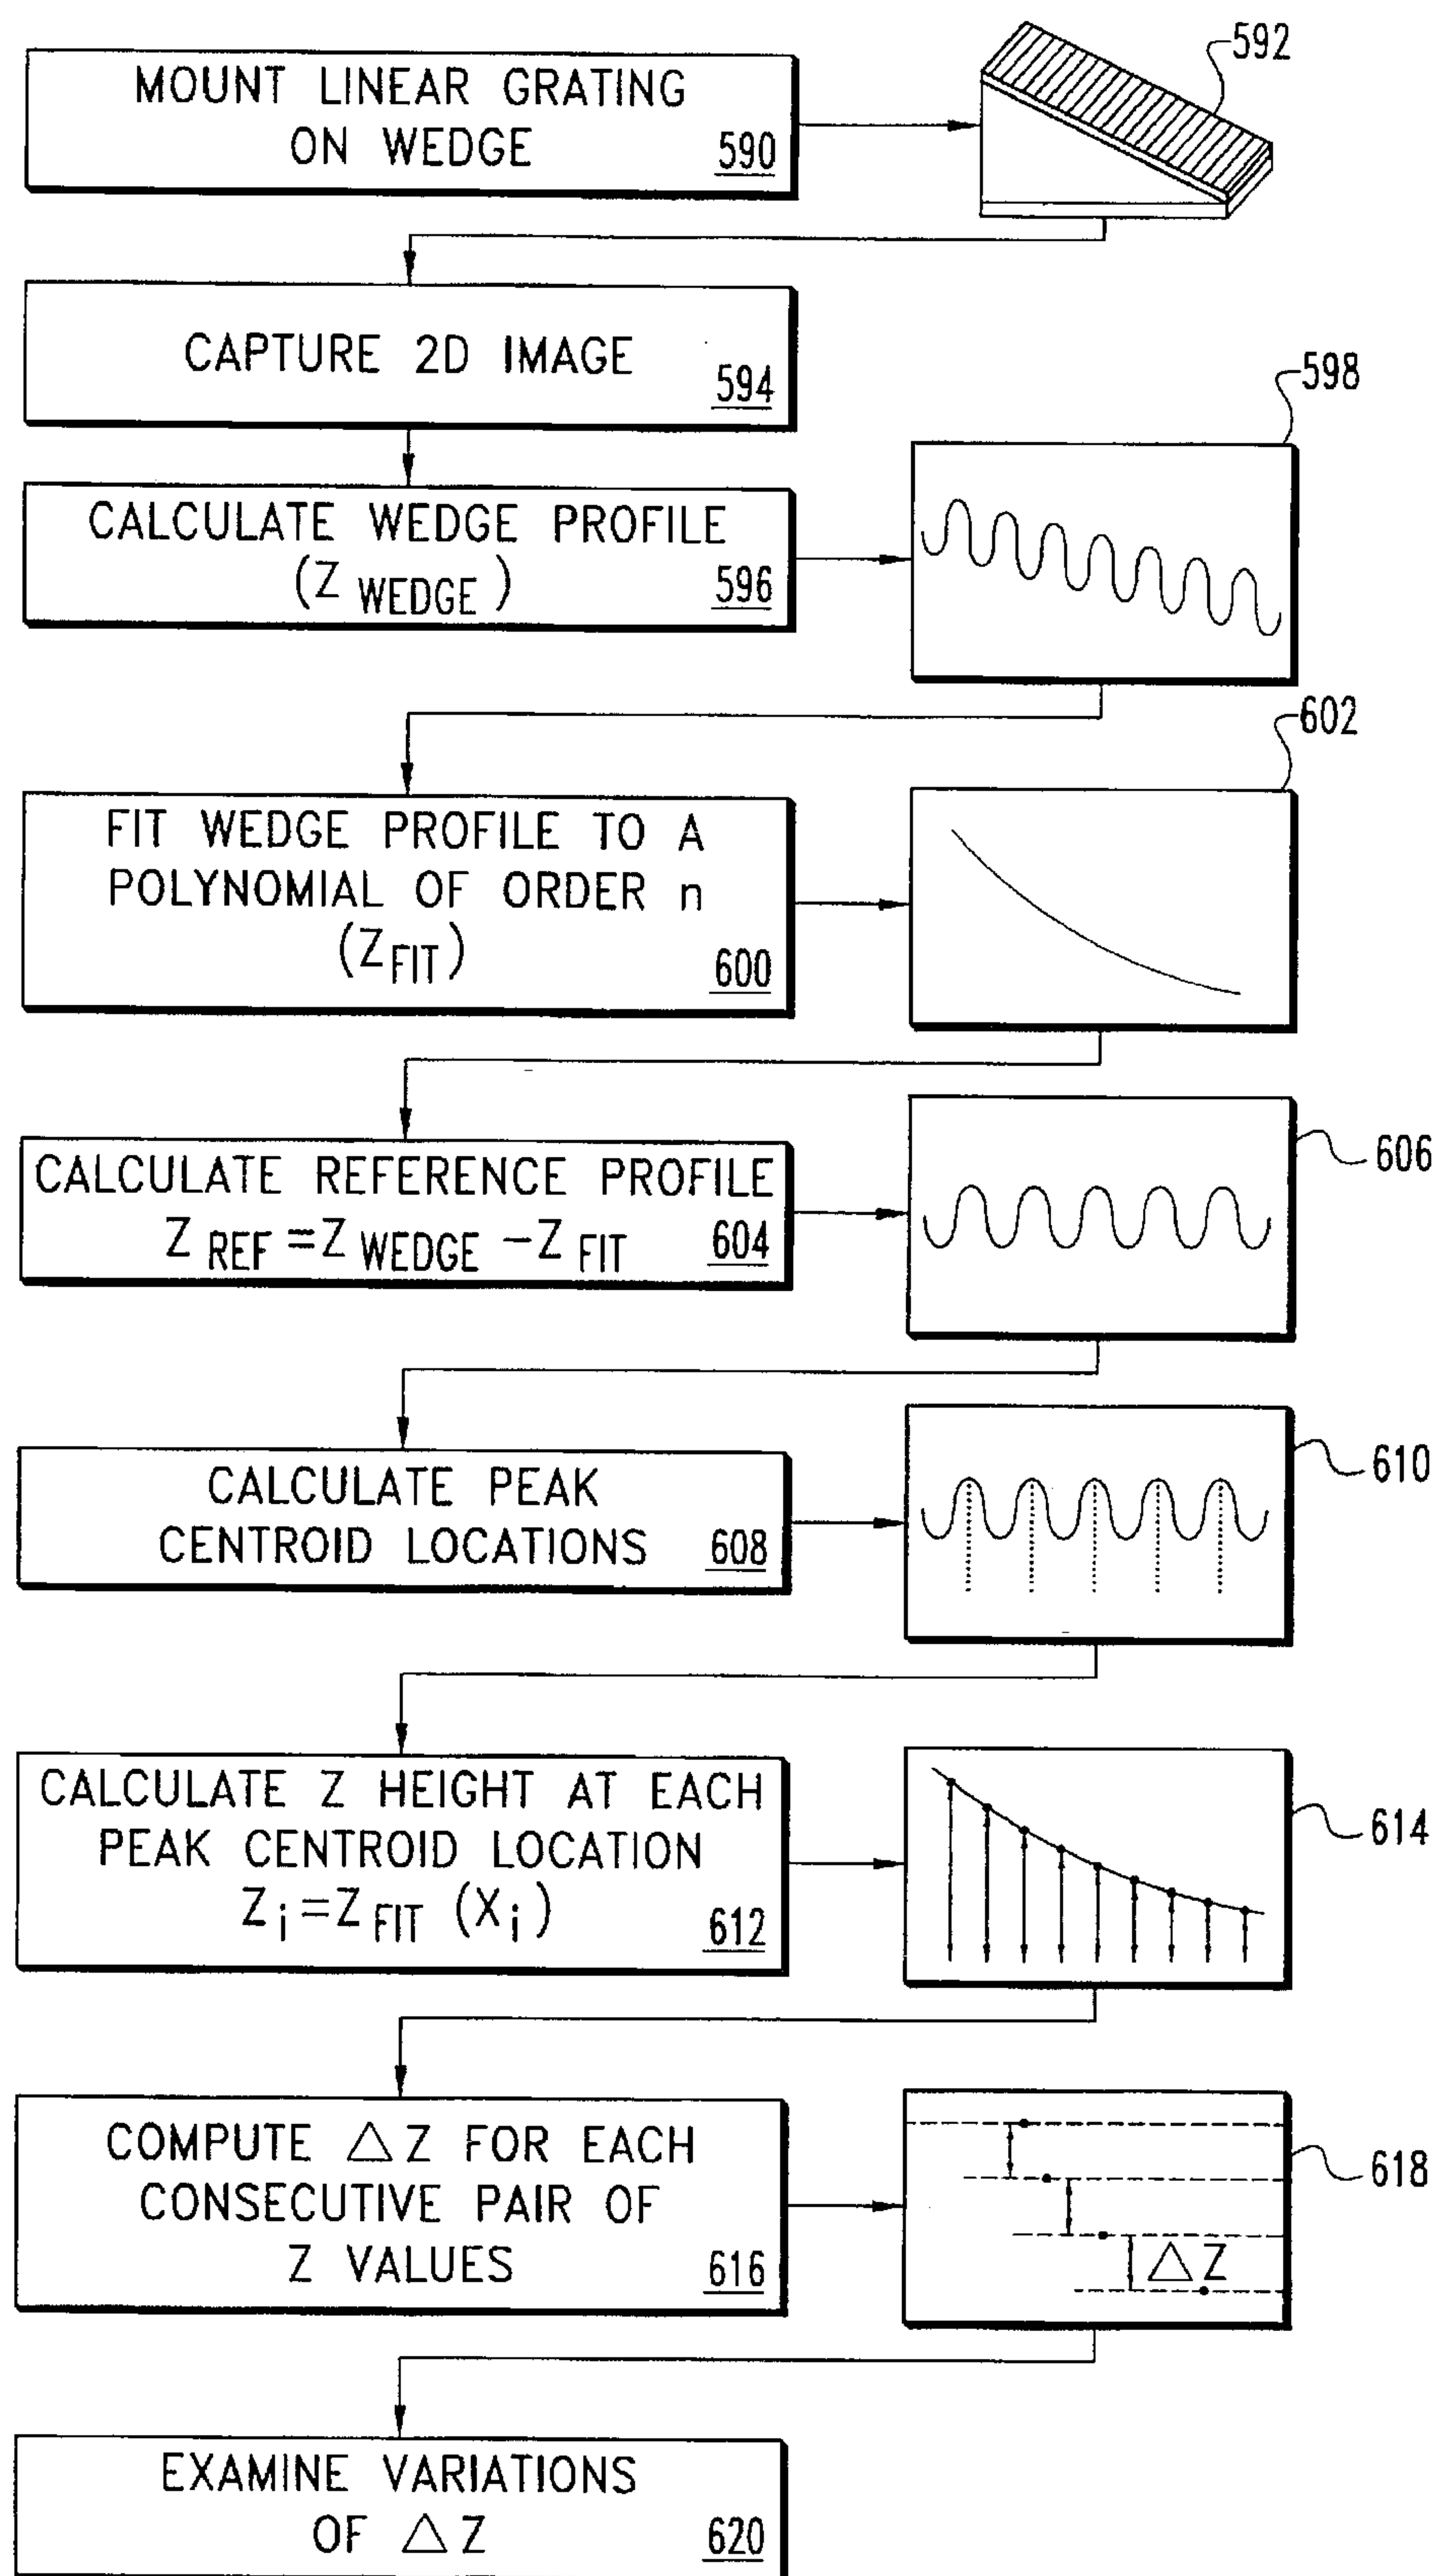 MOUNT LINEAR GRATING
ON WEDGE
590
592
CAPTURE 2D IMAGE
594
CALCULATE WEDGE PROFILE
(Z WEDGE)
596
598
FIT WEDGE PROFILE TO A
POLYNOMIAL OF ORDER n
(Z FIT)
600
602
CALCULATE REFERENCE PROFILE
Z REF = Z WEDGE - Z FIT
604
606
CALCULATE PEAK
CENTROID LOCATIONS
608
610
CALCULATE Z HEIGHT AT EACH
PEAK CENTROID LOCATION
Z i = Z FIT (X i)
612
614
COMPUTE △Z FOR EACH
CONSECUTIVE PAIR OF
Z VALUES
616
△Z
618
EXAMINE VARIATIONS
OF △Z
620